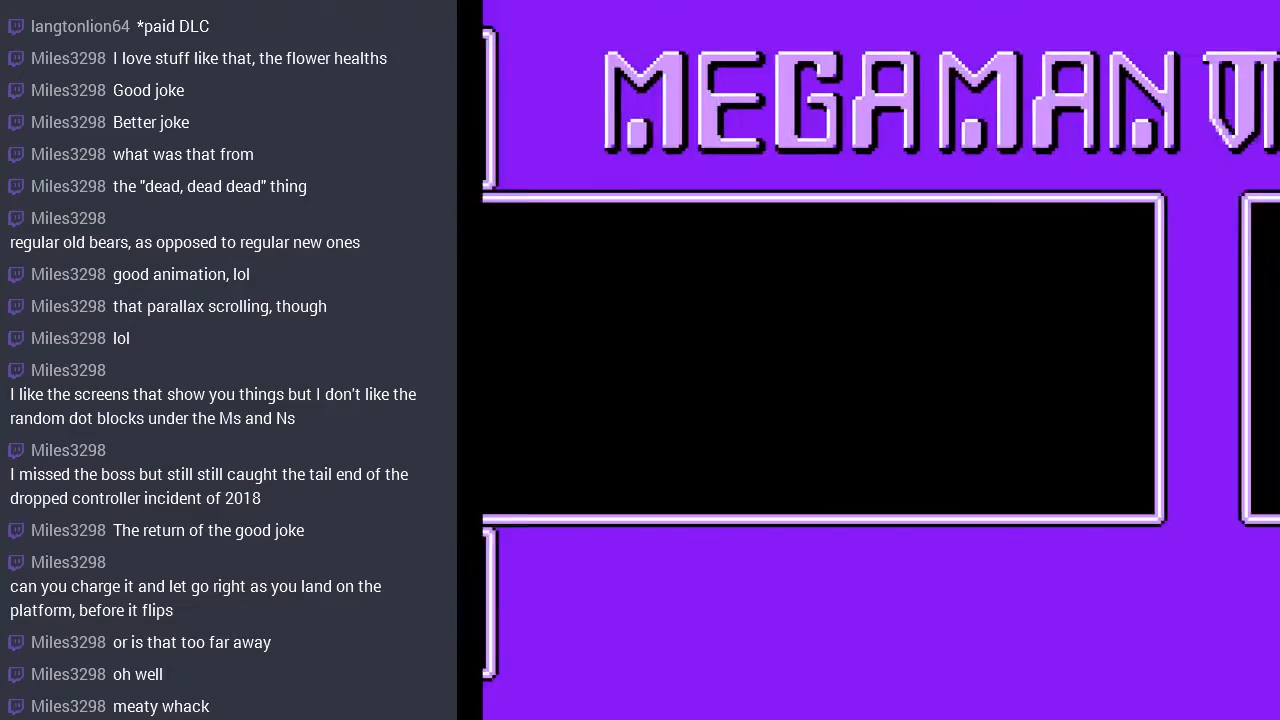 langtonlion64 *paid DLC
Miles3298 I love stuff like that, the flower healths
Miles3298 Good joke
Miles3298 Better joke
Miles3298 what was that from
Miles3298 the "dead, dead dead" thing
Miles3298
regular old bears, as opposed to regular new ones
Miles3298 good animation, lol
Miles3298 that parallax scrolling, though
Miles3298 lol
Miles3298
I like the screens that show you things but I don't like the
random dot blocks under the Ms and Ns
Miles3298
I missed the boss but still still caught the tail end of the
dropped controller incident of 2018
Miles3298 The return of the good joke
Miles3298
can you charge it and let go right as you land on the
platform, before it flips
Miles3298 or is that too far away
Miles3298 oh well
Miles3298 meaty whack
MEGAMAN